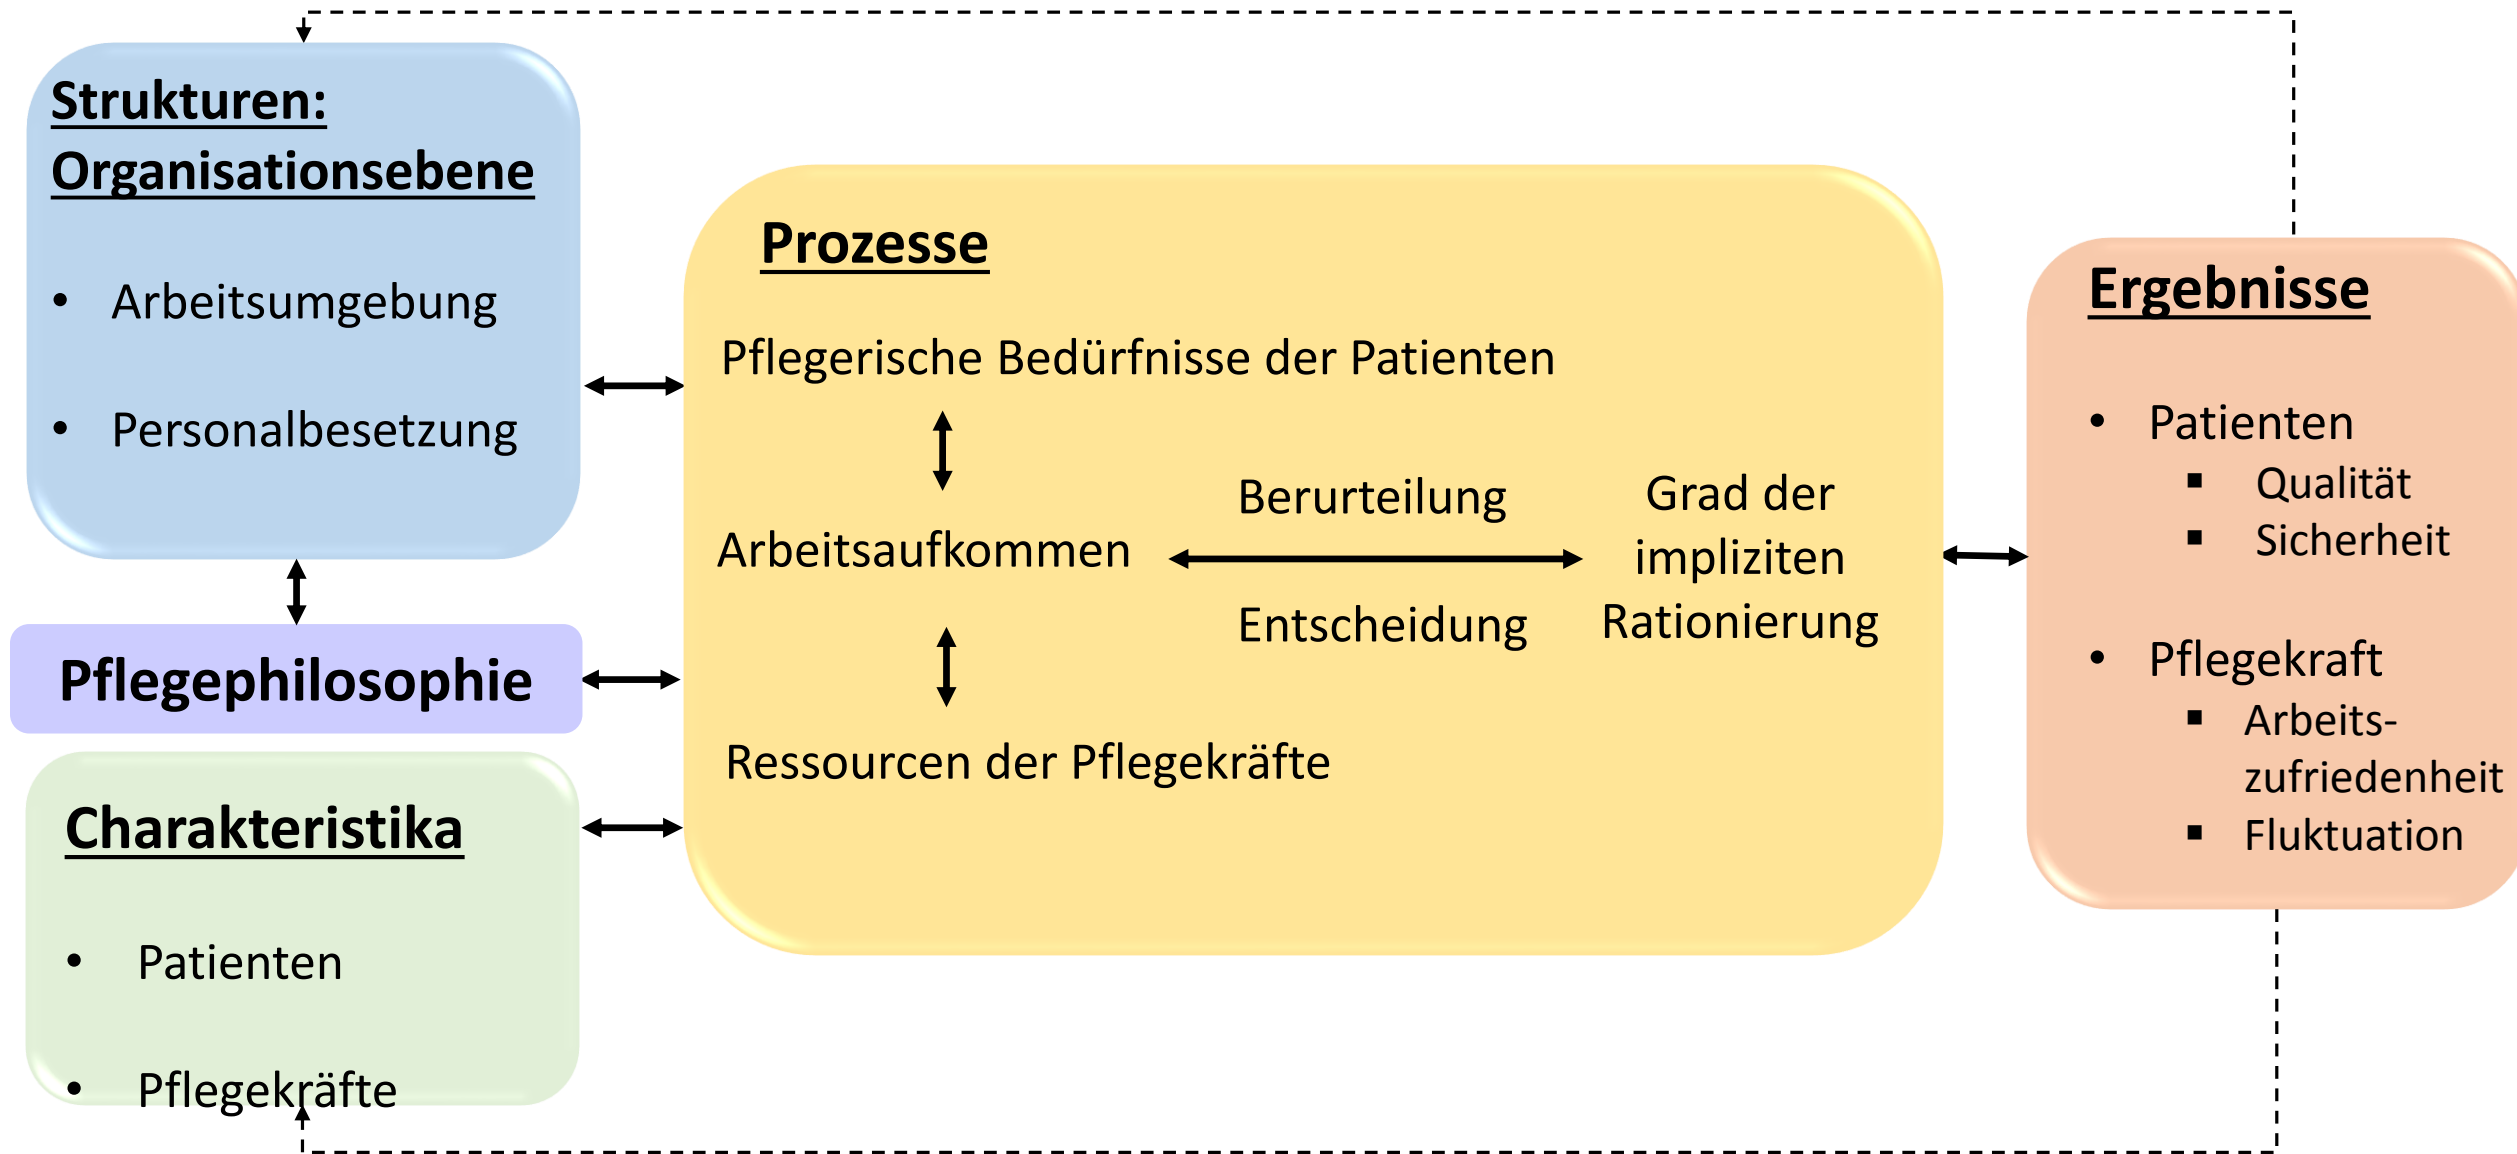 Strukturen:
Organisationsebene
• Arbeitsumgebung
• Personalbesetzung
Pflegephilosophie
Charakteristika
• Patienten
• Pflegekräfte
Prozesse
Pflegerische Bedürfnisse der Patienten
Arbeitsaufkommen
Ressourcen der Pflegekräfte
Berurteilung
Entscheidung
Grad der
impliziten
Rationierung
Ergebnisse
• Patienten
▪ Qualität
▪ Sicherheit
• Pflegekraft
▪ Arbeits-
zufriedenheit
▪ Fluktuation